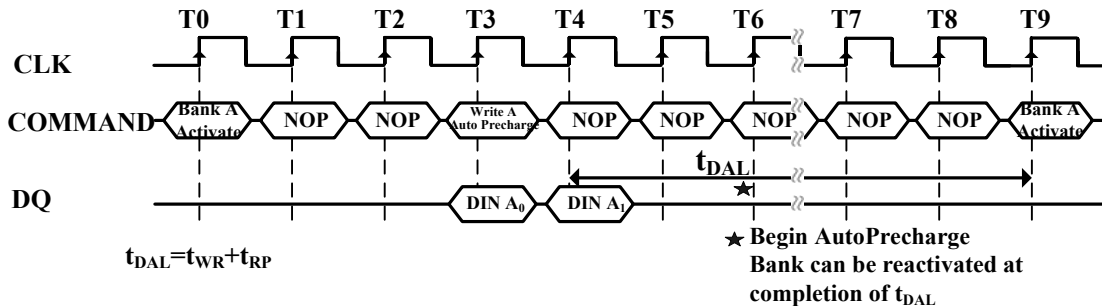 T0 T1 T2 T3 T4 T5 T6 T7 T8 T9
CLK
COMMAND
Bank A
Activate
NOP
NOP
Write A
Auto Precharge
NOP
NOP
NOP
NOP
NOP
Bank A
Activate
tDAL
DQ
DIN A0
DIN A1
tDAL=tWR+tRP
★ Begin AutoPrecharge
Bank can be reactivated at
completion of tDAL